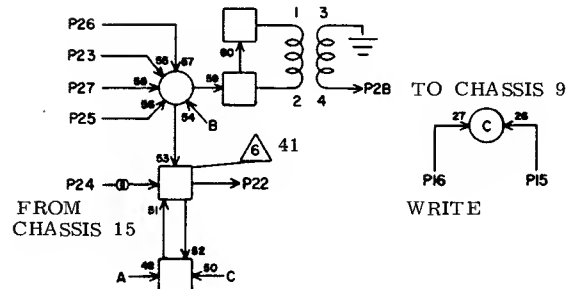 P26
1
3
P23
60
55
57
P27
58
59
P25
56
54
B
2
4
P28
TO CHASSIS 9
27
C
26
53
6
41
P24
P22
P16
P15
FROM
CHASSIS 15
WRITE
51
52
A
48
50
C